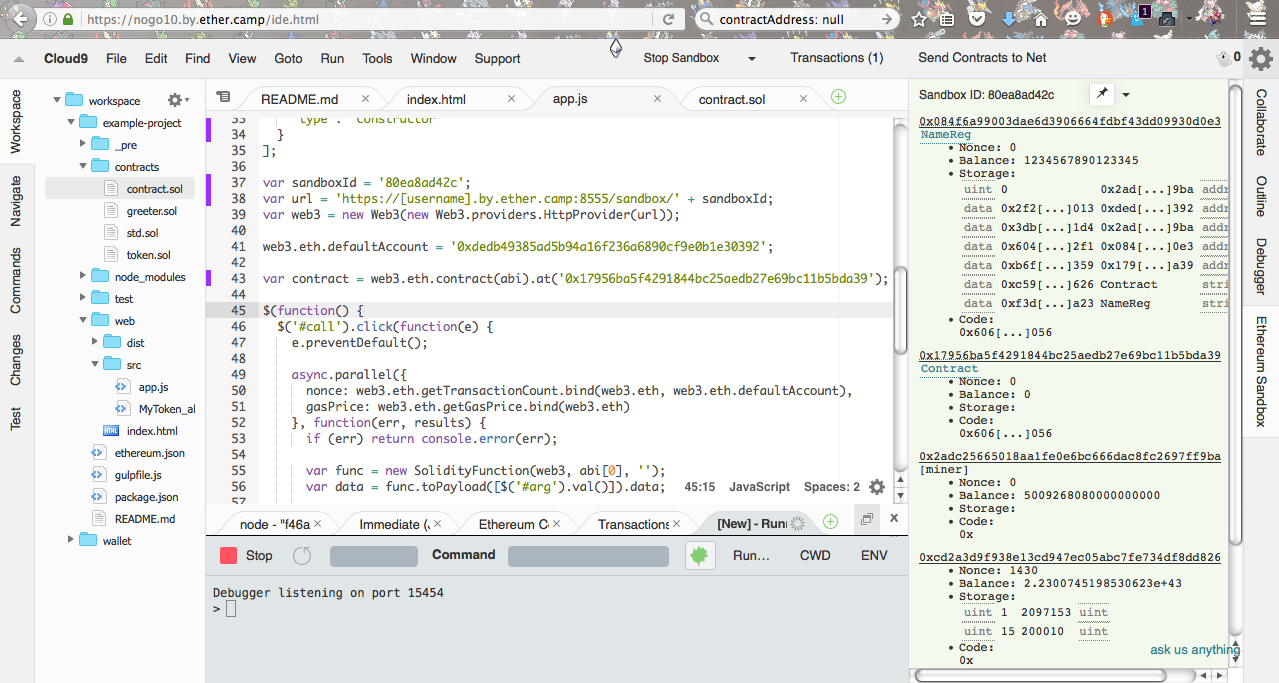 https://nogo10.by.ether.camp/ide.html
contractAddress: null
1
Cloud9 File Edit Find View Goto Run Tools Window Support
Stop Sandbox
Transactions (1)
Send Contracts to Net
0
Workspace
Navigate
Commands
Changes
Test
workspace
example-project
_pre
contracts
contract.sol
greeter.sol
std.sol
token.sol
node_modules
test
web
dist
src
app.js
MyToken_al
index.html
ethereum.json
gulpfile.js
package.json
README.md
wallet
README.md
index.html
app.js
contract.sol
33 "type": "constructor"
34 }
35 ];
36
37 var sandboxId = '80ea8ad42c';
38 var url = 'https://[username].by.ether.camp:8555/sandbox/' + sandboxId;
39 var web3 = new Web3(new Web3.providers.HttpProvider(url));
40
41 web3.eth.defaultAccount = '0xdedb49385ad5b94a16f236a6890cf9e0b1e30392';
42
43 var contract = web3.eth.contract(abi).at('0x17956ba5f4291844bc25aedb27e69bc11b5bda39');
44
45 $(function() {
46 $('#call').click(function(e) {
47 e.preventDefault();
48
49 async.parallel({
50 nonce: web3.eth.getTransactionCount.bind(web3.eth, web3.eth.defaultAccount),
51 gasPrice: web3.eth.getGasPrice.bind(web3.eth)
52 }, function(err, results) {
53 if (err) return console.error(err);
54
55 var func = new SolidityFunction(web3, abi[0], '');
56 var data = func.toPayload([$('#arg').val()]).data;
57
45:15 JavaScript Spaces: 2
node - "f46a
Immediate (J
Ethereum C
Transactions
[New] - Run
Stop
Command
Run...
CWD
ENV
Debugger listening on port 15454
>
Sandbox ID: 80ea8ad42c
0x084f6a99003dae6d3906664fdbf43dd09930d0e3
NameReg
Nonce: 0
Balance: 1234567890123345
Storage:
uint 0 0x2ad[...]9ba addr
data 0x2f2[...]013 0xded[...]392 addr
data 0x3db[...]1d4 0x2ad[...]9ba addr
data 0x604[...]2f1 0x084[...]0e3 addr
data 0xb6f[...]359 0x179[...]a39 addr
data 0xc59[...]626 Contract stri
data 0xf3d[...]a23 NameReg stri
Code:
0x606[...]056
0x17956ba5f4291844bc25aedb27e69bc11b5bda39
Contract
Nonce: 0
Balance: 0
Storage:
Code:
0x606[...]056
0x2adc25665018aa1fe0e6bc666dac8fc2697ff9ba
[miner]
Nonce: 0
Balance: 5009268080000000000
Storage:
Code:
0x
0xcd2a3d9f938e13cd947ec05abc7fe734df8dd826
Nonce: 1430
Balance: 2.2300745198530623e+43
Storage:
uint 1 2097153 uint
uint 15 200010 uint
Code:
0x
ask us anything
Collaborate
Outline
Debugger
Ethereum Sandbox